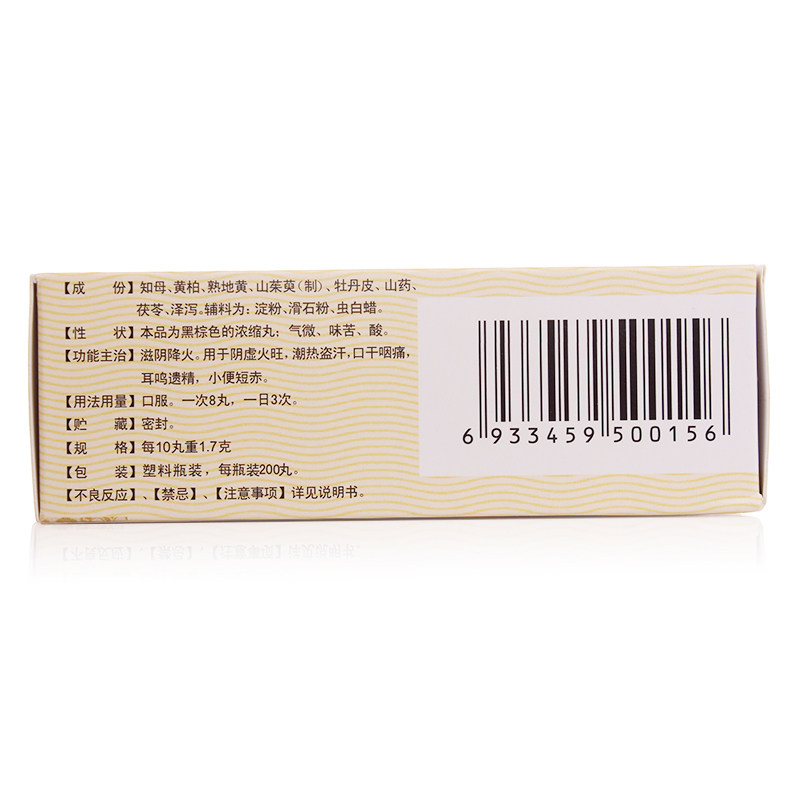 【成 份】知母、黄柏、熟地黄、山茱萸(制)、牡丹皮、山药、
茯苓、泽泻。辅料为:淀粉、滑石粉、虫白蜡。
【性 状】本品为黑棕色的浓缩丸;气微、味苦、酸。
【功能主治】滋阴降火。用于阴虚火旺,潮热盗汗,口干咽痛,
耳鸣遗精,小便短赤。
【用法用量】口服。一次8丸,一日3次。
【贮 藏】密封。
【规 格】每10丸重1.7克
【包 装】塑料瓶装,每瓶装200丸。
【不良反应】、【禁忌】、【注意事项】详见说明书。
6 933459 500156